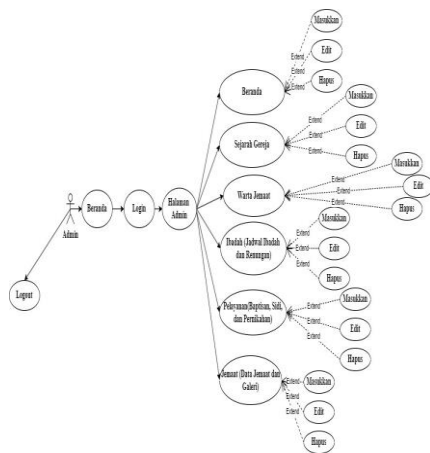 Masukkan
Extend
Edit
Extend
Extend
Hapus
Beranda
Masukkan
Extend
Edit
Extend
Extend
Hapus
Sejarah Gereja
Masukkan
Extend
Extend
Edit
Extend
Hapus
Warta Jemaat
Admin
Beranda
Login
Halaman
Admin
Masukkan
Extend
Extend
Edit
Extend
Hapus
Ibadah (Jadwal Ibadah
dan Renungan)
Masukkan
Extend
Extend
Edit
Extend
Hapus
Pelayanan(Baptisan, Sidi,
dan Pernikahan)
Logout
Extend
Masukkan
Extend
Edit
Extend
Hapus
Jemaat (Data Jemaat dan
Galeri)